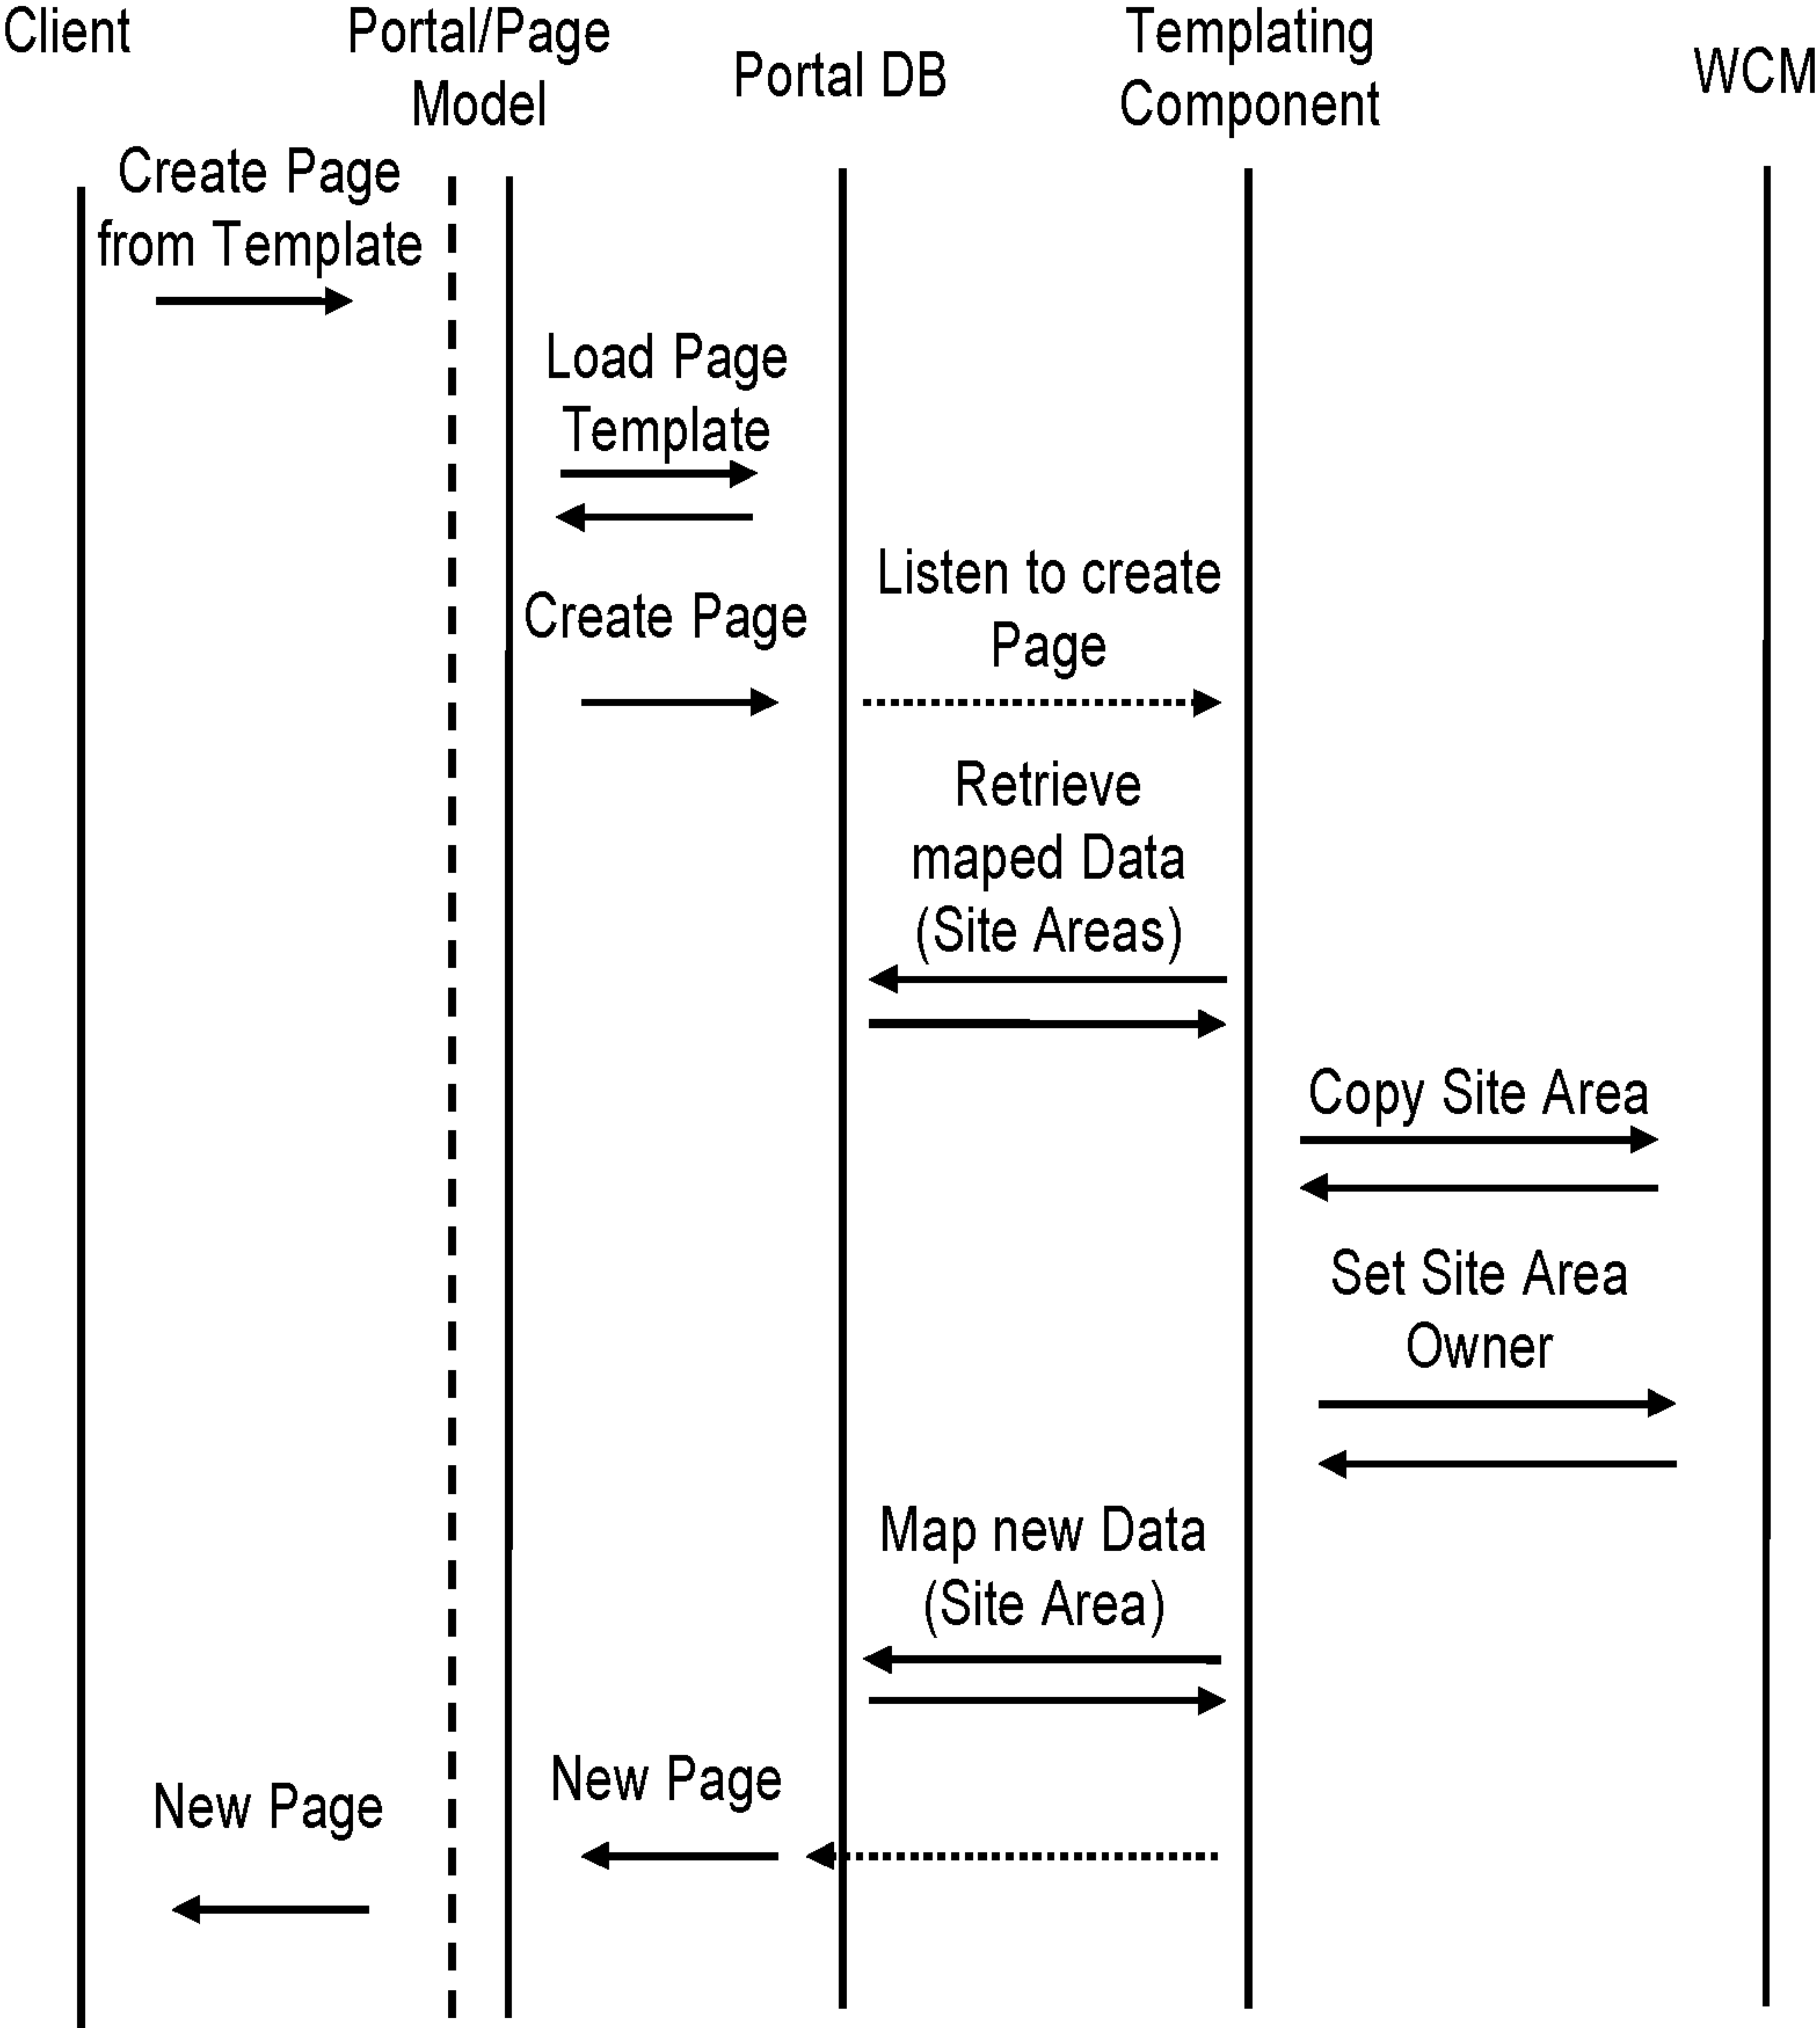 Client
Portal/Page
Model
Portal DB
Templating
Component
WCM
Create Page
from Template
Load Page
Template
Create Page
Listen to create
Page
Retrieve
maped Data
(Site Areas)
Copy Site Area
Set Site Area
Owner
Map new Data
(Site Area)
New Page
New Page